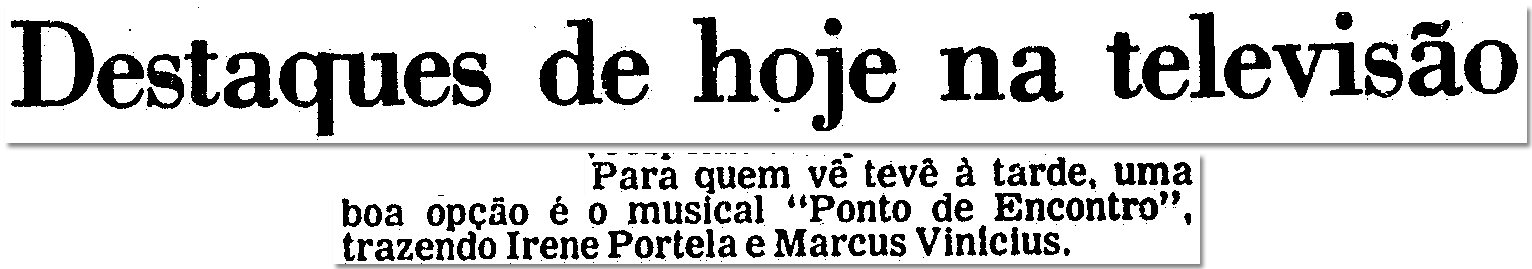 Destaques de hoje na televisão
Para quem vê tevê à tarde, uma
boa opção é o musical “Ponto de Encontro”,
trazendo Irene Portela e Marcus Vinícius.